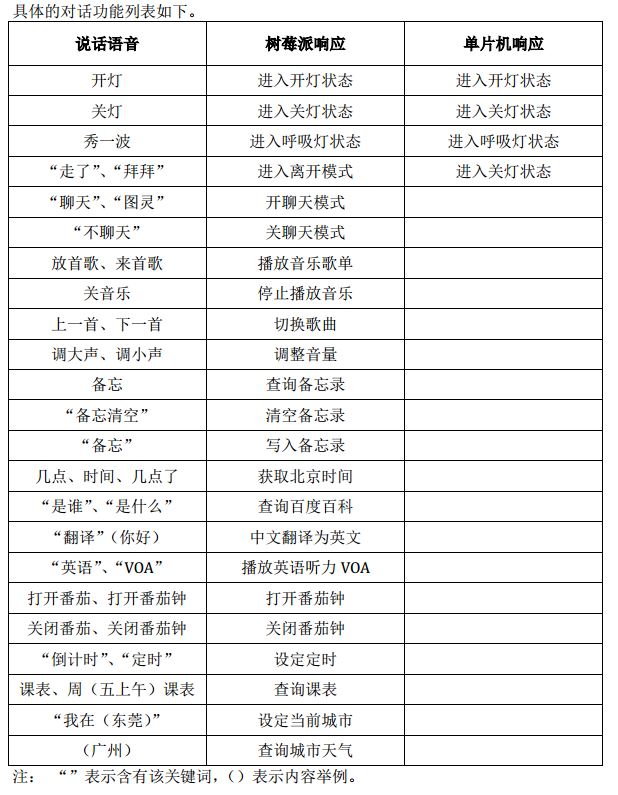 具体的对话功能列表如下。
说话语音 树莓派响应 单片机响应
开灯 进入开灯状态 进入开灯状态
关灯 进入关灯状态 进入关灯状态
秀一波 进入呼吸灯状态 进入呼吸灯状态
“走了”、“拜拜” 进入离开模式 进入关灯状态
“聊天”、“图灵” 开聊天模式
“不聊天” 关聊天模式
放首歌、来首歌 播放音乐歌单
关音乐 停止播放音乐
上一首、下一首 切换歌曲
调大声、调小声 调整音量
备忘 查询备忘录
“备忘清空” 清空备忘录
“备忘” 写入备忘录
几点、时间、几点了 获取北京时间
“是谁”、“是什么” 查询百度百科
“翻译”（你好） 中文翻译为英文
“英语”、“VOA” 播放英语听力 VOA
打开番茄、打开番茄钟 打开番茄钟
关闭番茄、关闭番茄钟 关闭番茄钟
“倒计时”、“定时” 设定定时
课表、周（五上午）课表 查询课表
“我在（东莞）” 设定当前城市
（广州） 查询城市天气
注： “ ”表示含有该关键词，（）表示内容举例。